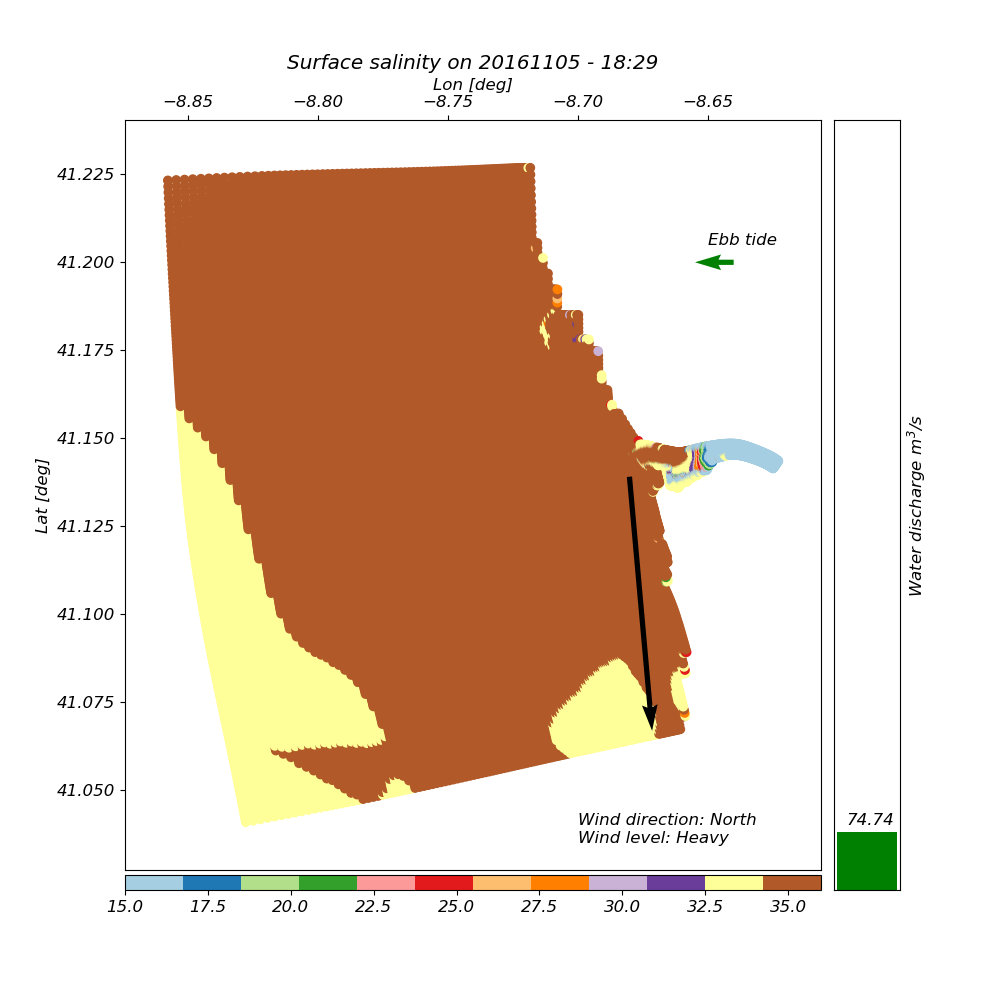 Surface salinity on 20161105 - 18:29
Lon [deg]
−8.85 −8.80 −8.75 −8.70 −8.65
41.225
Ebb tide
41.200
41.175
41.150
41.125
41.100
41.075
41.050
Lat [deg]
Water discharge m³/s
Wind direction: North
Wind level: Heavy
74.74
15.0 17.5 20.0 22.5 25.0 27.5 30.0 32.5 35.0